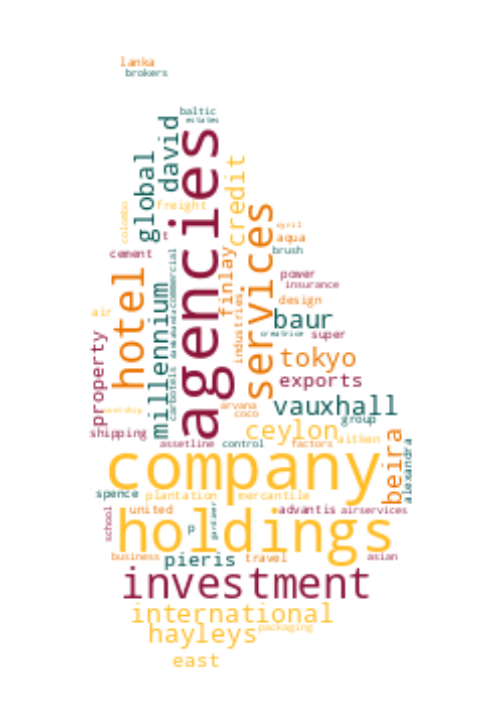 lanka
brokers
baltic
estates
david
agencies
global
credit
freight
colombo
services
cyril
aqua
brush
t
cement
commercial
finlay
hotel
millennium
industries
power
insurance
design
air
baur
super
creatrice
property
carbotels
tokyo
exports
arvana
coco
vauxhall
group
shipping
ceylon
assetline
control
factors
aitken
beira
alexandra
company
spence
plantation
mercantile
school
united
p
gardiner
advantis
airservices
holdings
business
pieris
travel
asian
investment
international
hayleys
packaging
east